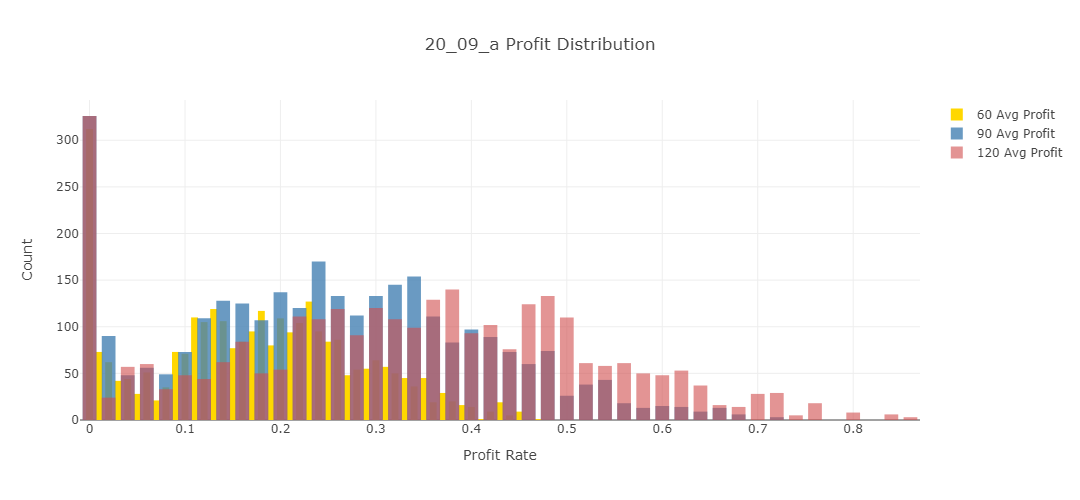 20_09_a Profit Distribution
60 Avg Profit
90 Avg Profit
120 Avg Profit
Count
300
250
200
150
100
50
0
0 0.1 0.2 0.3 0.4 0.5 0.6 0.7 0.8
Profit Rate